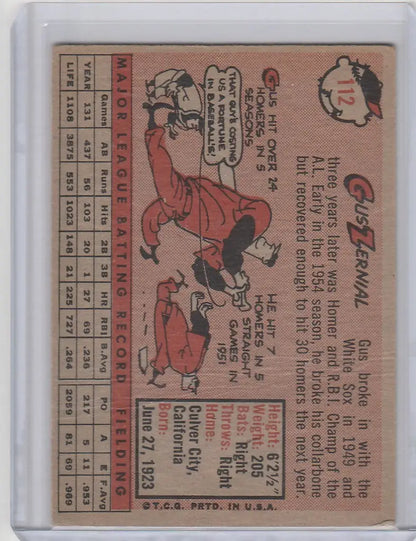 112
GUS ZERNIAL
Gus broke in with the
White Sox in 1949 and
three years later was Homer and R.B.I. Champ of the
A.L. Early in the 1954 season, he broke his collarbone
but recovered enough to hit 30 homers the next year.
GUS HIT OVER 24
HOMERS IN 5
SEASONS
THAT GUY'S COSTING
US A FORTUNE
IN BASEBALLS!
HE HIT 7
HOMERS IN 5
STRAIGHT
GAMES IN
1951
Height: 6'2½"
Weight: 205
Bats: Right
Throws: Right
Home:
Culver City,
California
Born:
June 27, 1923
MAJOR LEAGUE BATTING RECORD FIELDING
Games AB Runs Hits 2B 3B HR RBI B.Avg PO A E F.Avg
YEAR 131 437 56 103 20 1 27 69 .236 217 5 11 .953
LIFE 1108 3875 553 1023 148 21 225 727 .264 2059 81 69 .969
© T.C.G. PRTD. IN U.S.A.